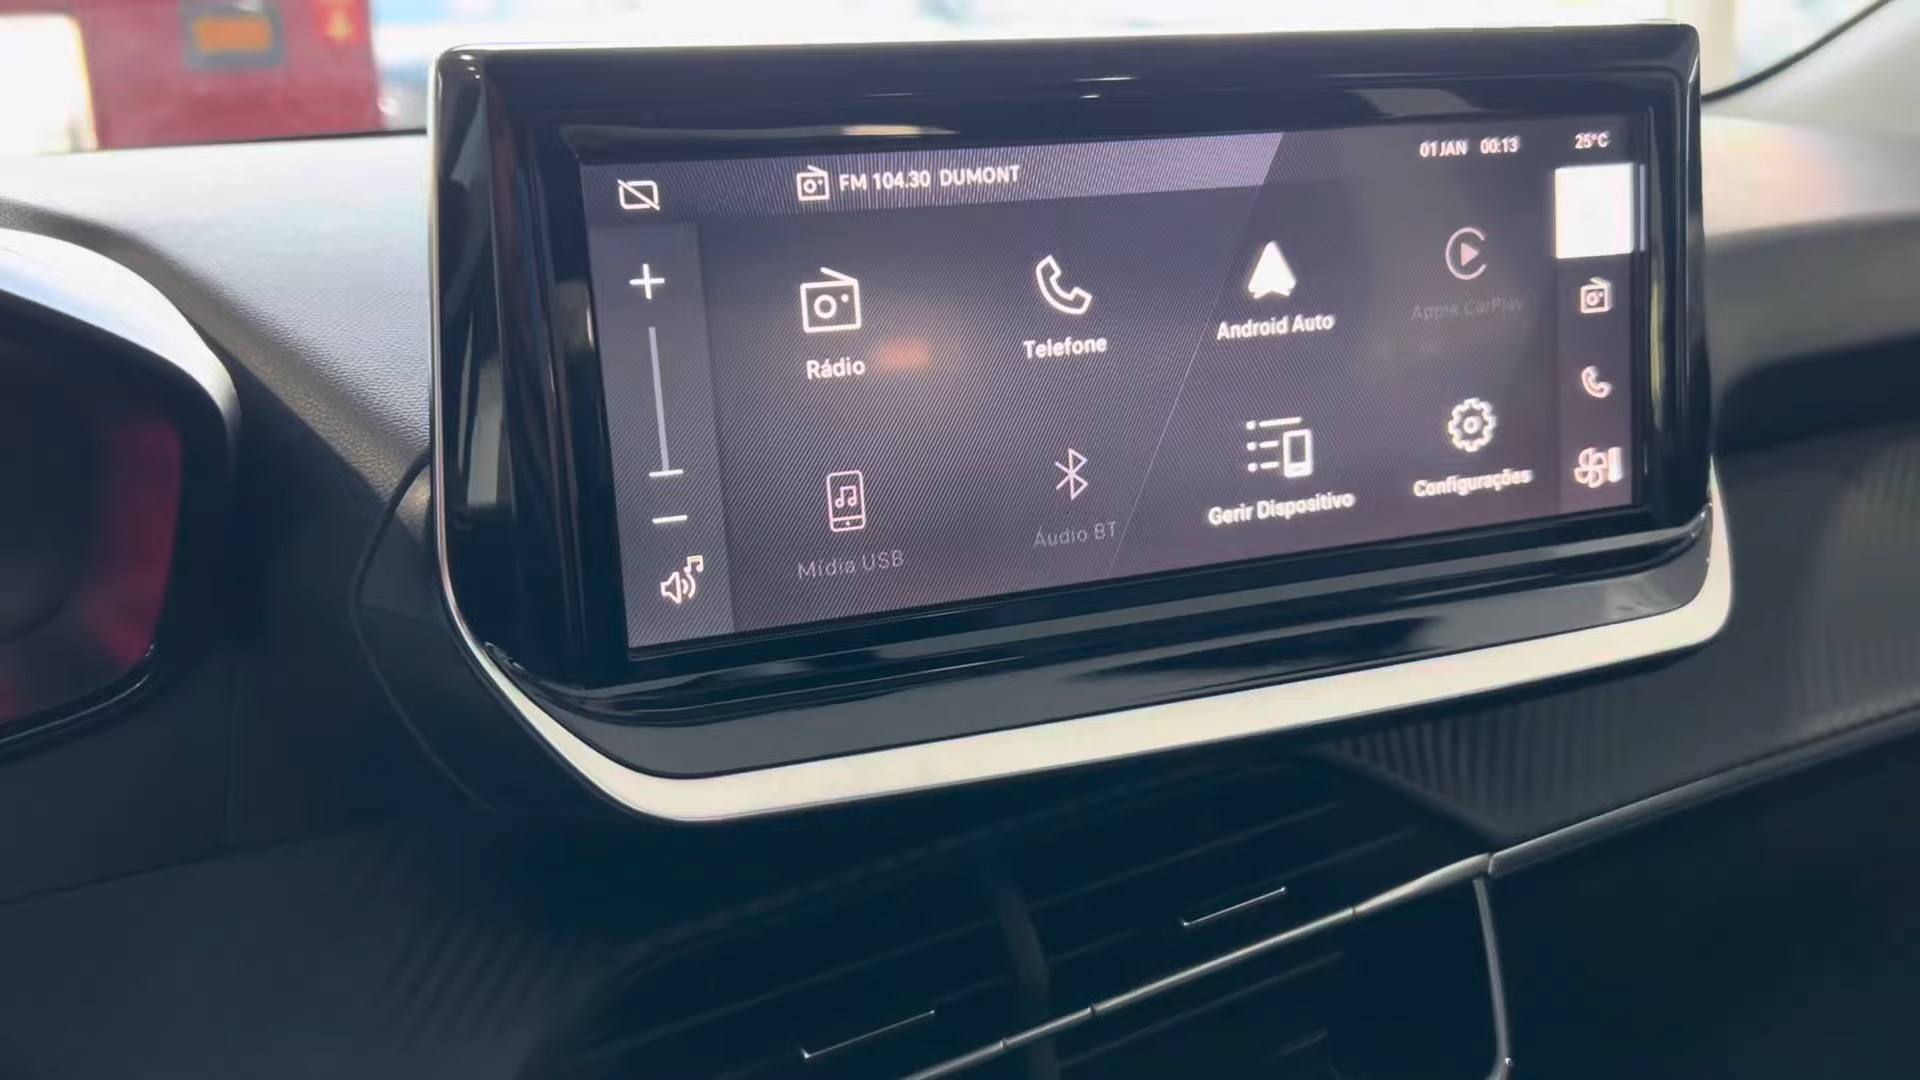 FM 104.30 DUMONT
01 JAN 00:13
25°C
Rádio
Telefone
Android Auto
Apple CarPlay
Mídia USB
Áudio BT
Gerir Dispositivo
Configurações